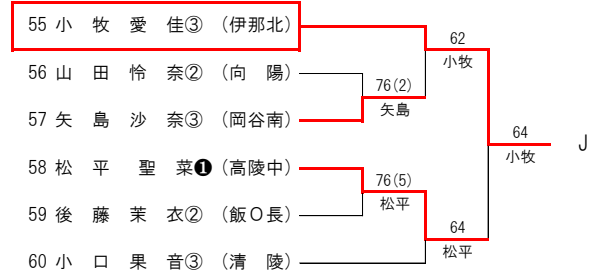 55 小 牧 愛 佳③ （伊那北）
62
小牧
56 山 田 怜 奈② （向 陽）
76(2)
矢島
57 矢 島 沙 奈③ （岡谷南）
64
小牧
J
58 松 平 聖 菜❶ （高陵中）
76(5)
松平
59 後 藤 茉 衣② （飯Ｏ長）
64
松平
60 小 口 果 音③ （清 陵）